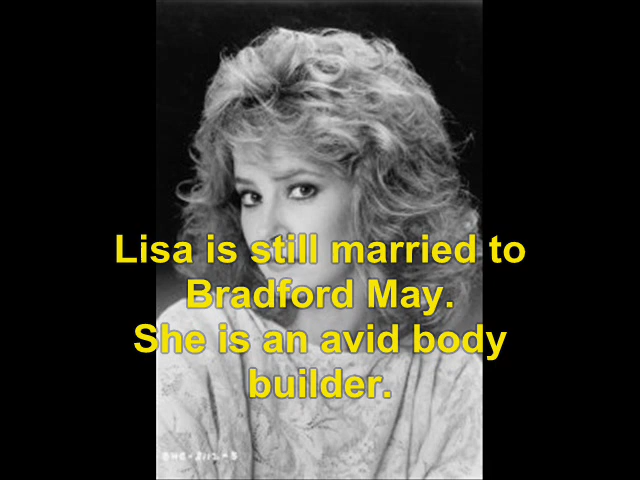 Lisa is still married to
Bradford May.
She is an avid body
builder.